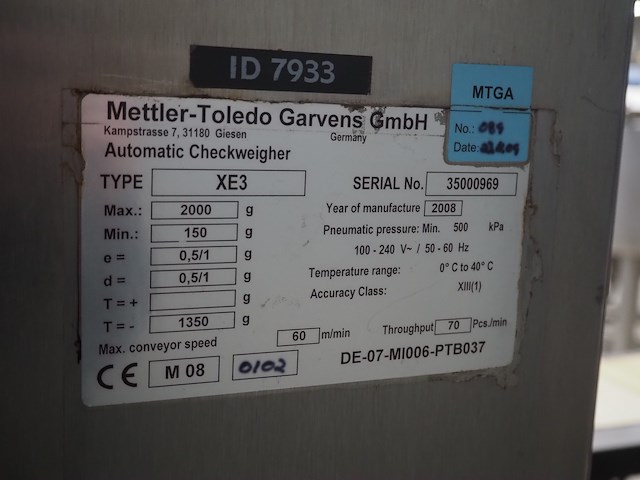 ID 7933
MTGA
No.: 089
Date:
Mettler-Toledo Garvens GmbH
Kampstrasse 7, 31180 Giesen
Germany
Automatic Checkweigher
TYPE XE3 SERIAL No. 35000969
Max.: 2000 g Year of manufacture 2008
Min.: 150 g Pneumatic pressure: Min. 500 kPa
e = 0,5/1 g 100 - 240 V~ / 50 - 60 Hz
d = 0,5/1 g Temperature range: 0° C to 40° C
T = + g Accuracy Class: XIII(1)
T = - 1350 g
Max. conveyor speed 60 m/min Throughput 70 Pcs./min
CE M 08 0102 DE-07-MI006-PTB037